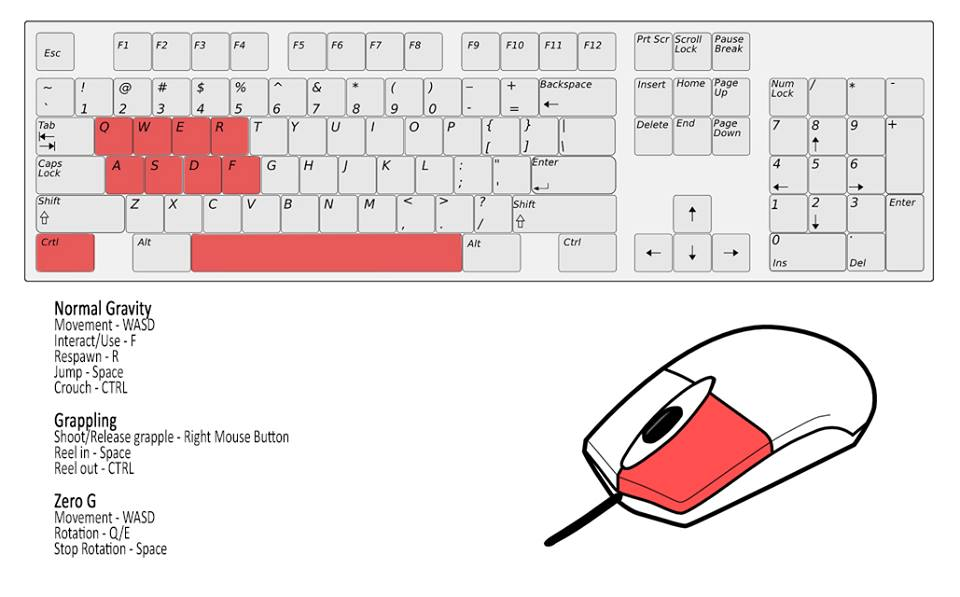 Esc F1 F2 F3 F4 F5 F6 F7 F8 F9 F10 F11 F12 Prt Scr Scroll Lock Pause Break
~ ` ! 1 @ 2 # 3 $ 4 % 5 ^ 6 & 7 * 8 ( 9 ) 0 _ - + = Backspace ← Insert Home Page Up Num Lock / * -
Tab Q W E R T Y U I O P { [ } ] | \ Delete End Page Down 7 8 ↑ 9 +
Caps Lock A S D F G H J K L : ; " ' Enter 4 ← 5 6 →
Shift ⇧ Z X C V B N M < , > . ? / Shift ⇧ ↑ 1 2 ↓ 3 Enter
Crtl Alt Alt Ctrl ← ↓ → 0 Ins . Del
Normal Gravity
Movement - WASD
Interact/Use - F
Respawn - R
Jump - Space
Crouch - CTRL
Grappling
Shoot/Release grapple - Right Mouse Button
Reel in - Space
Reel out - CTRL
Zero G
Movement - WASD
Rotation - Q/E
Stop Rotation - Space